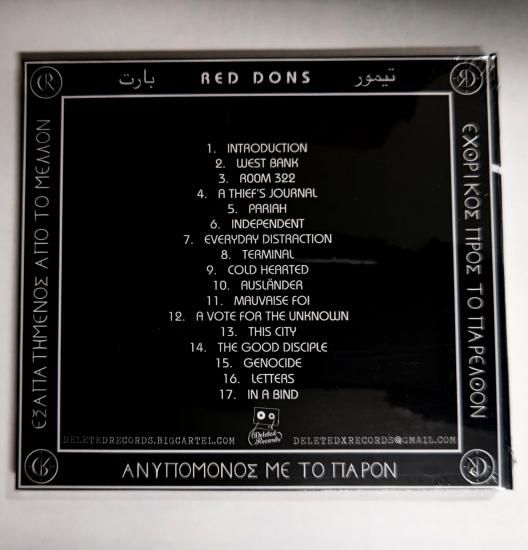 بارت RED DONS تيمور
ΕΞΑΠΑΤΗΜΕΝΟΣ ΑΠΟ ΤΟ ΜΕΛΛΟΝ
ΕΧΘΡΙΚΟΣ ΠΡΟΣ ΤΟ ΠΑΡΕΛΘΟΝ
1. INTRODUCTION
2. WEST BANK
3. ROOM 322
4. A THIEF'S JOURNAL
5. PARIAH
6. INDEPENDENT
7. EVERYDAY DISTRACTION
8. TERMINAL
9. COLD HEARTED
10. AUSLÄNDER
11. MAUVAISE FOI
12. A VOTE FOR THE UNKNOWN
13. THIS CITY
14. THE GOOD DISCIPLE
15. GENOCIDE
16. LETTERS
17. IN A BIND
Deleted
Records
DELETEDRECORDS.BIGCARTEL.COM DELETEDXRECORDS@GMAIL.COM
ΑΝΥΠΟΜΟΝΟΣ ΜΕ ΤΟ ΠΑΡΟΝ